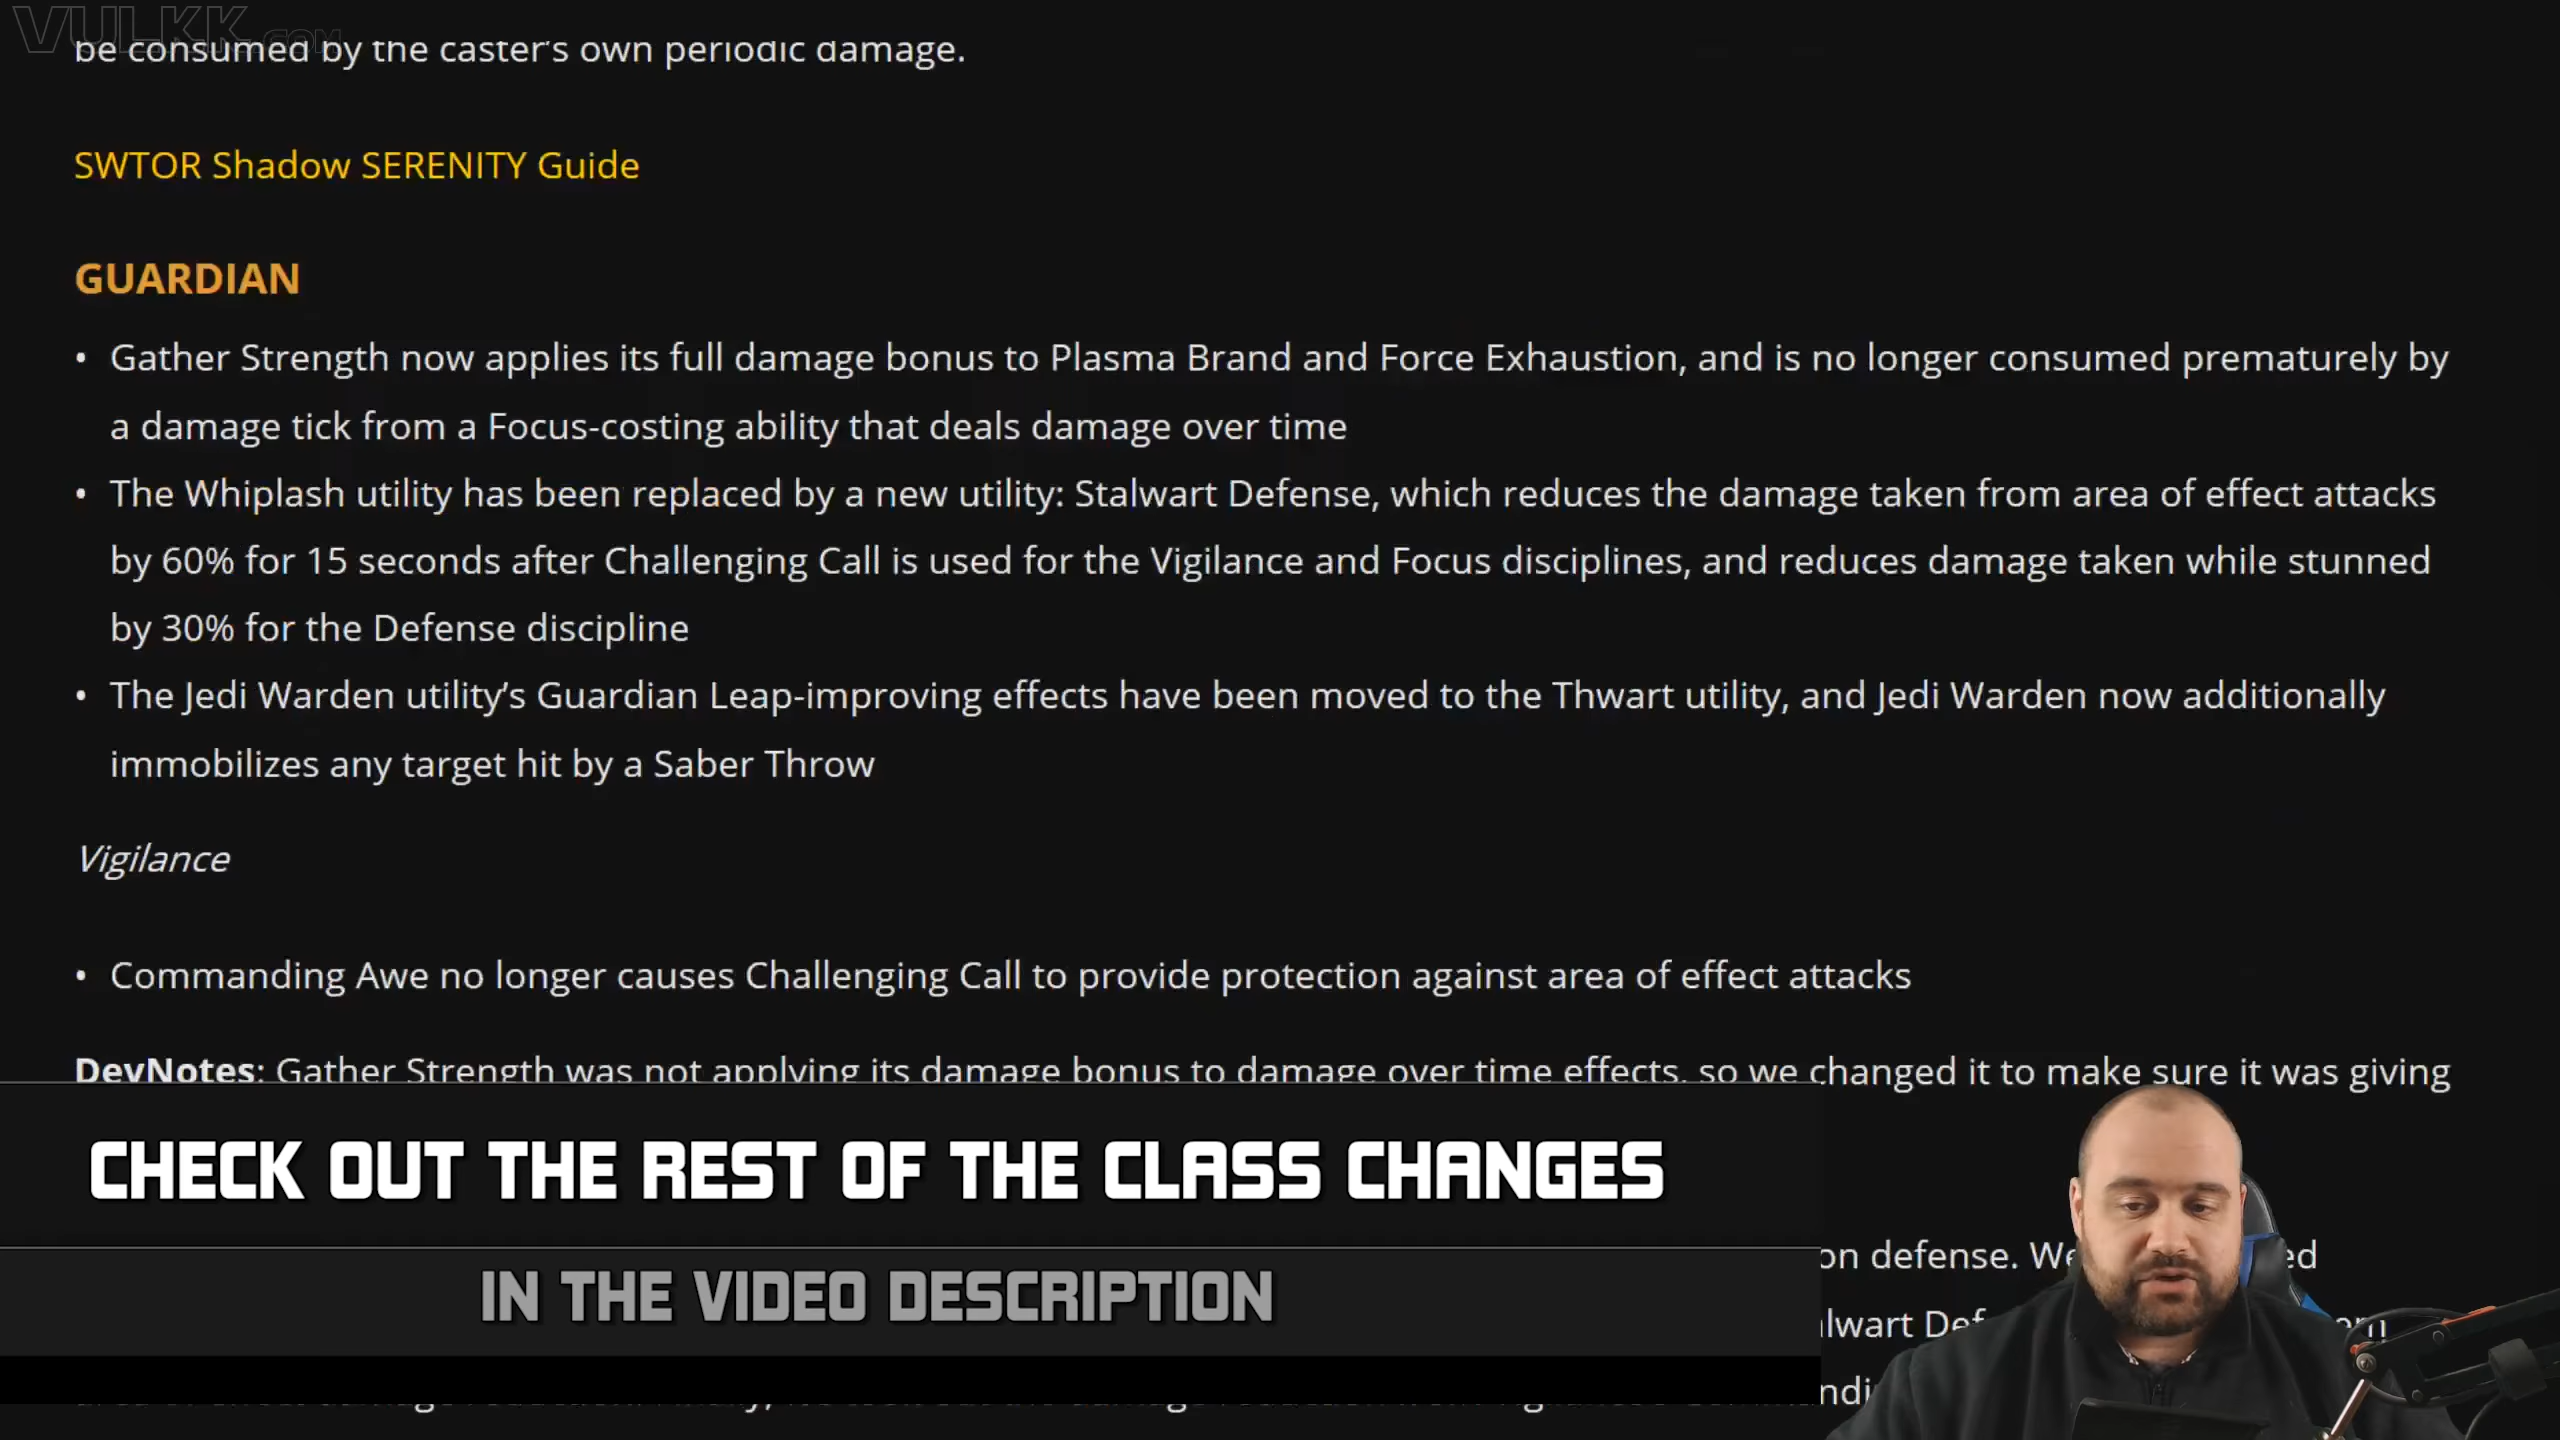 VULKK.COM
be consumed by the caster's own periodic damage.
SWTOR Shadow SERENITY Guide
GUARDIAN
• Gather Strength now applies its full damage bonus to Plasma Brand and Force Exhaustion, and is no longer consumed prematurely by
a damage tick from a Focus-costing ability that deals damage over time
• The Whiplash utility has been replaced by a new utility: Stalwart Defense, which reduces the damage taken from area of effect attacks
by 60% for 15 seconds after Challenging Call is used for the Vigilance and Focus disciplines, and reduces damage taken while stunned
by 30% for the Defense discipline
• The Jedi Warden utility’s Guardian Leap-improving effects have been moved to the Thwart utility, and Jedi Warden now additionally
immobilizes any target hit by a Saber Throw
Vigilance
• Commanding Awe no longer causes Challenging Call to provide protection against area of effect attacks
DevNotes: Gather Strength was not applying its damage bonus to damage over time effects, so we changed it to make sure it was giving
CHECK OUT THE REST OF THE CLASS CHANGES
on defense. We
IN THE VIDEO DESCRIPTION